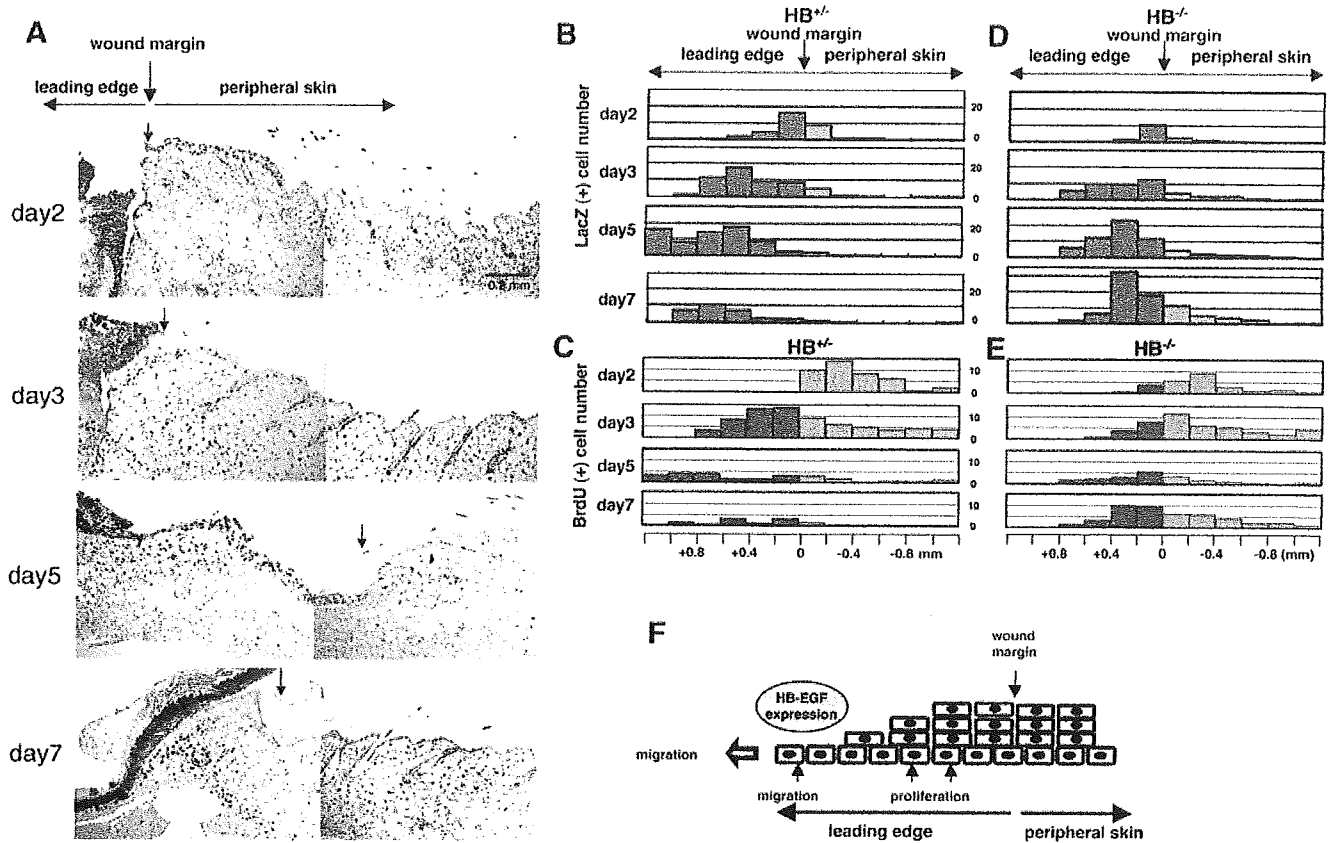 A
wound margin
leading edge
peripheral skin
day2
0.2 mm
day3
day5
day7
B
HB+/-
wound margin
leading edge
peripheral skin
LacZ (+) cell number
day2
20
0
day3
20
0
day5
20
0
day7
20
0
C
HB+/-
BrdU (+) cell number
day2
10
0
day3
10
0
day5
10
0
day7
10
0
+0.8
+0.4
0
-0.4
-0.8 mm
D
HB-/-
wound margin
leading edge
peripheral skin
E
HB-/-
+0.8
+0.4
0
-0.4
-0.8 (mm)
F
wound
margin
HB-EGF
expression
migration
migration
proliferation
leading edge
peripheral skin